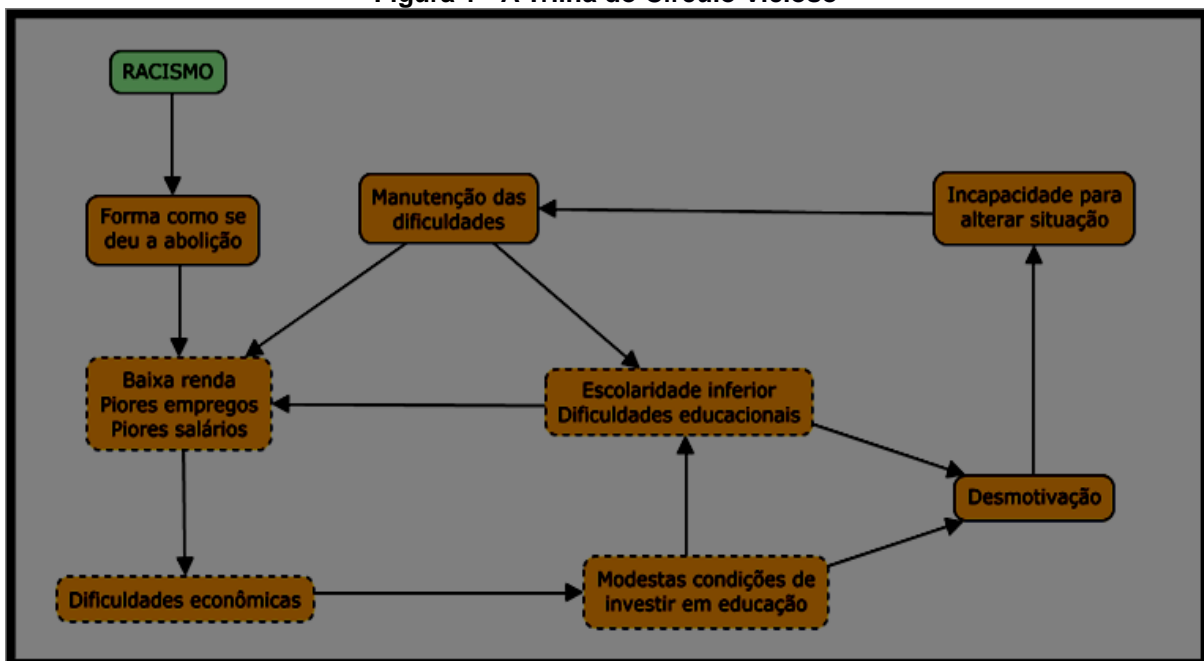 RACISMO
Forma como se
deu a abolição
Manutenção das
dificuldades
Incapacidade para
alterar situação
Baixa renda
Piores empregos
Piores salários
Escolaridade inferior
Dificuldades educacionais
Desmotivação
Dificuldades econômicas
Modestas condições de
investir em educação